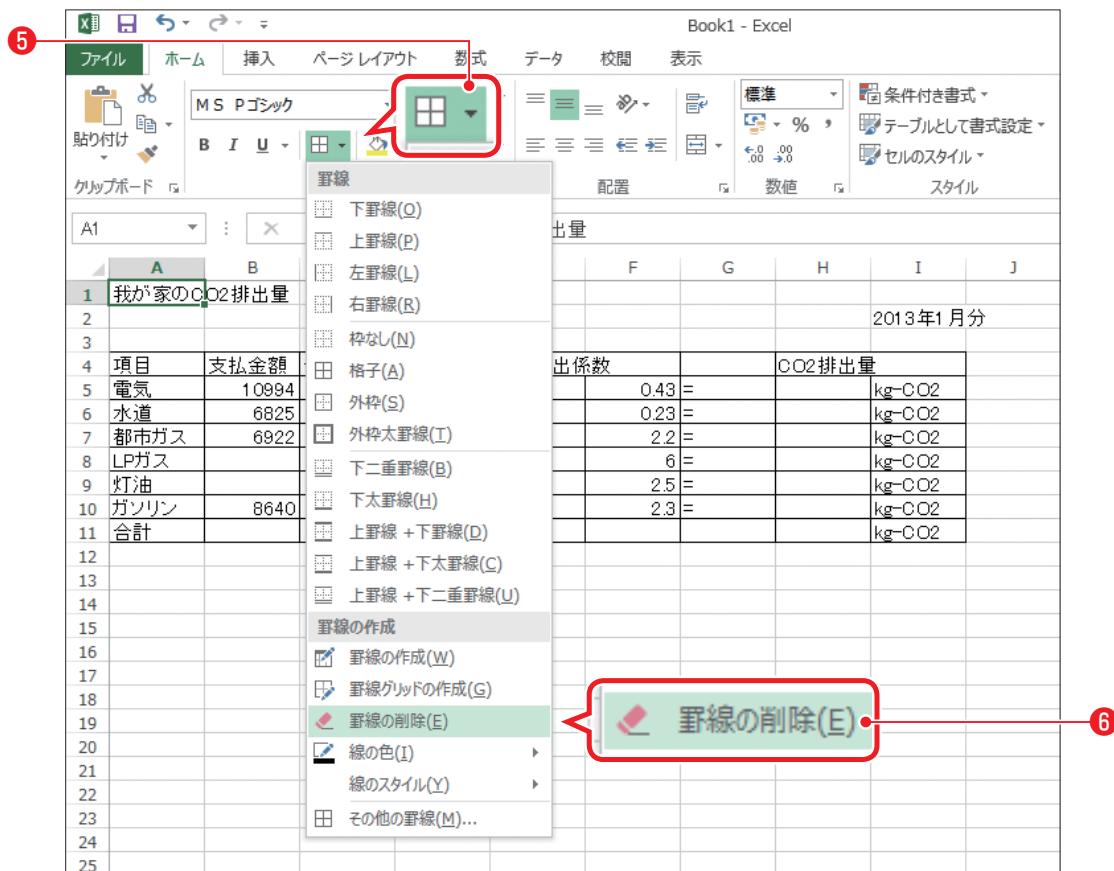 Book1 - Excel
❺
ファイル ホーム 挿入 ページ レイアウト 数式 データ 校閲 表示
貼り付け
ＭＳ Ｐゴシック
B I U
標準
% ,
条件付き書式
テーブルとして書式設定
セルのスタイル
クリップボード 配置 数値 スタイル
A1 出量
罫線
下罫線(O)
上罫線(P)
左罫線(L)
右罫線(R)
枠なし(N)
格子(A)
外枠(S)
外枠太罫線(T)
下二重罫線(B)
下太罫線(H)
上罫線 +下罫線(D)
上罫線 +下太罫線(C)
上罫線 +下二重罫線(U)
罫線の作成
罫線の作成(W)
罫線グリッドの作成(G)
罫線の削除(E)
線の色(I)
線のスタイル(Y)
その他の罫線(M)...
A B F G H I J
1 我が家のCO2排出量
2 2013年1月分
3
4 項目 支払金額 出係数 CO2排出量
5 電気 10994 0.43 = kg-CO2
6 水道 6825 0.23 = kg-CO2
7 都市ガス 6922 2.2 = kg-CO2
8 LPガス 6 = kg-CO2
9 灯油 2.5 = kg-CO2
10 ガソリン 8640 2.3 = kg-CO2
11 合計 kg-CO2
12
13
14
15
16
17
18
19
20
21
22
23
24
25
罫線の削除(E)
❻